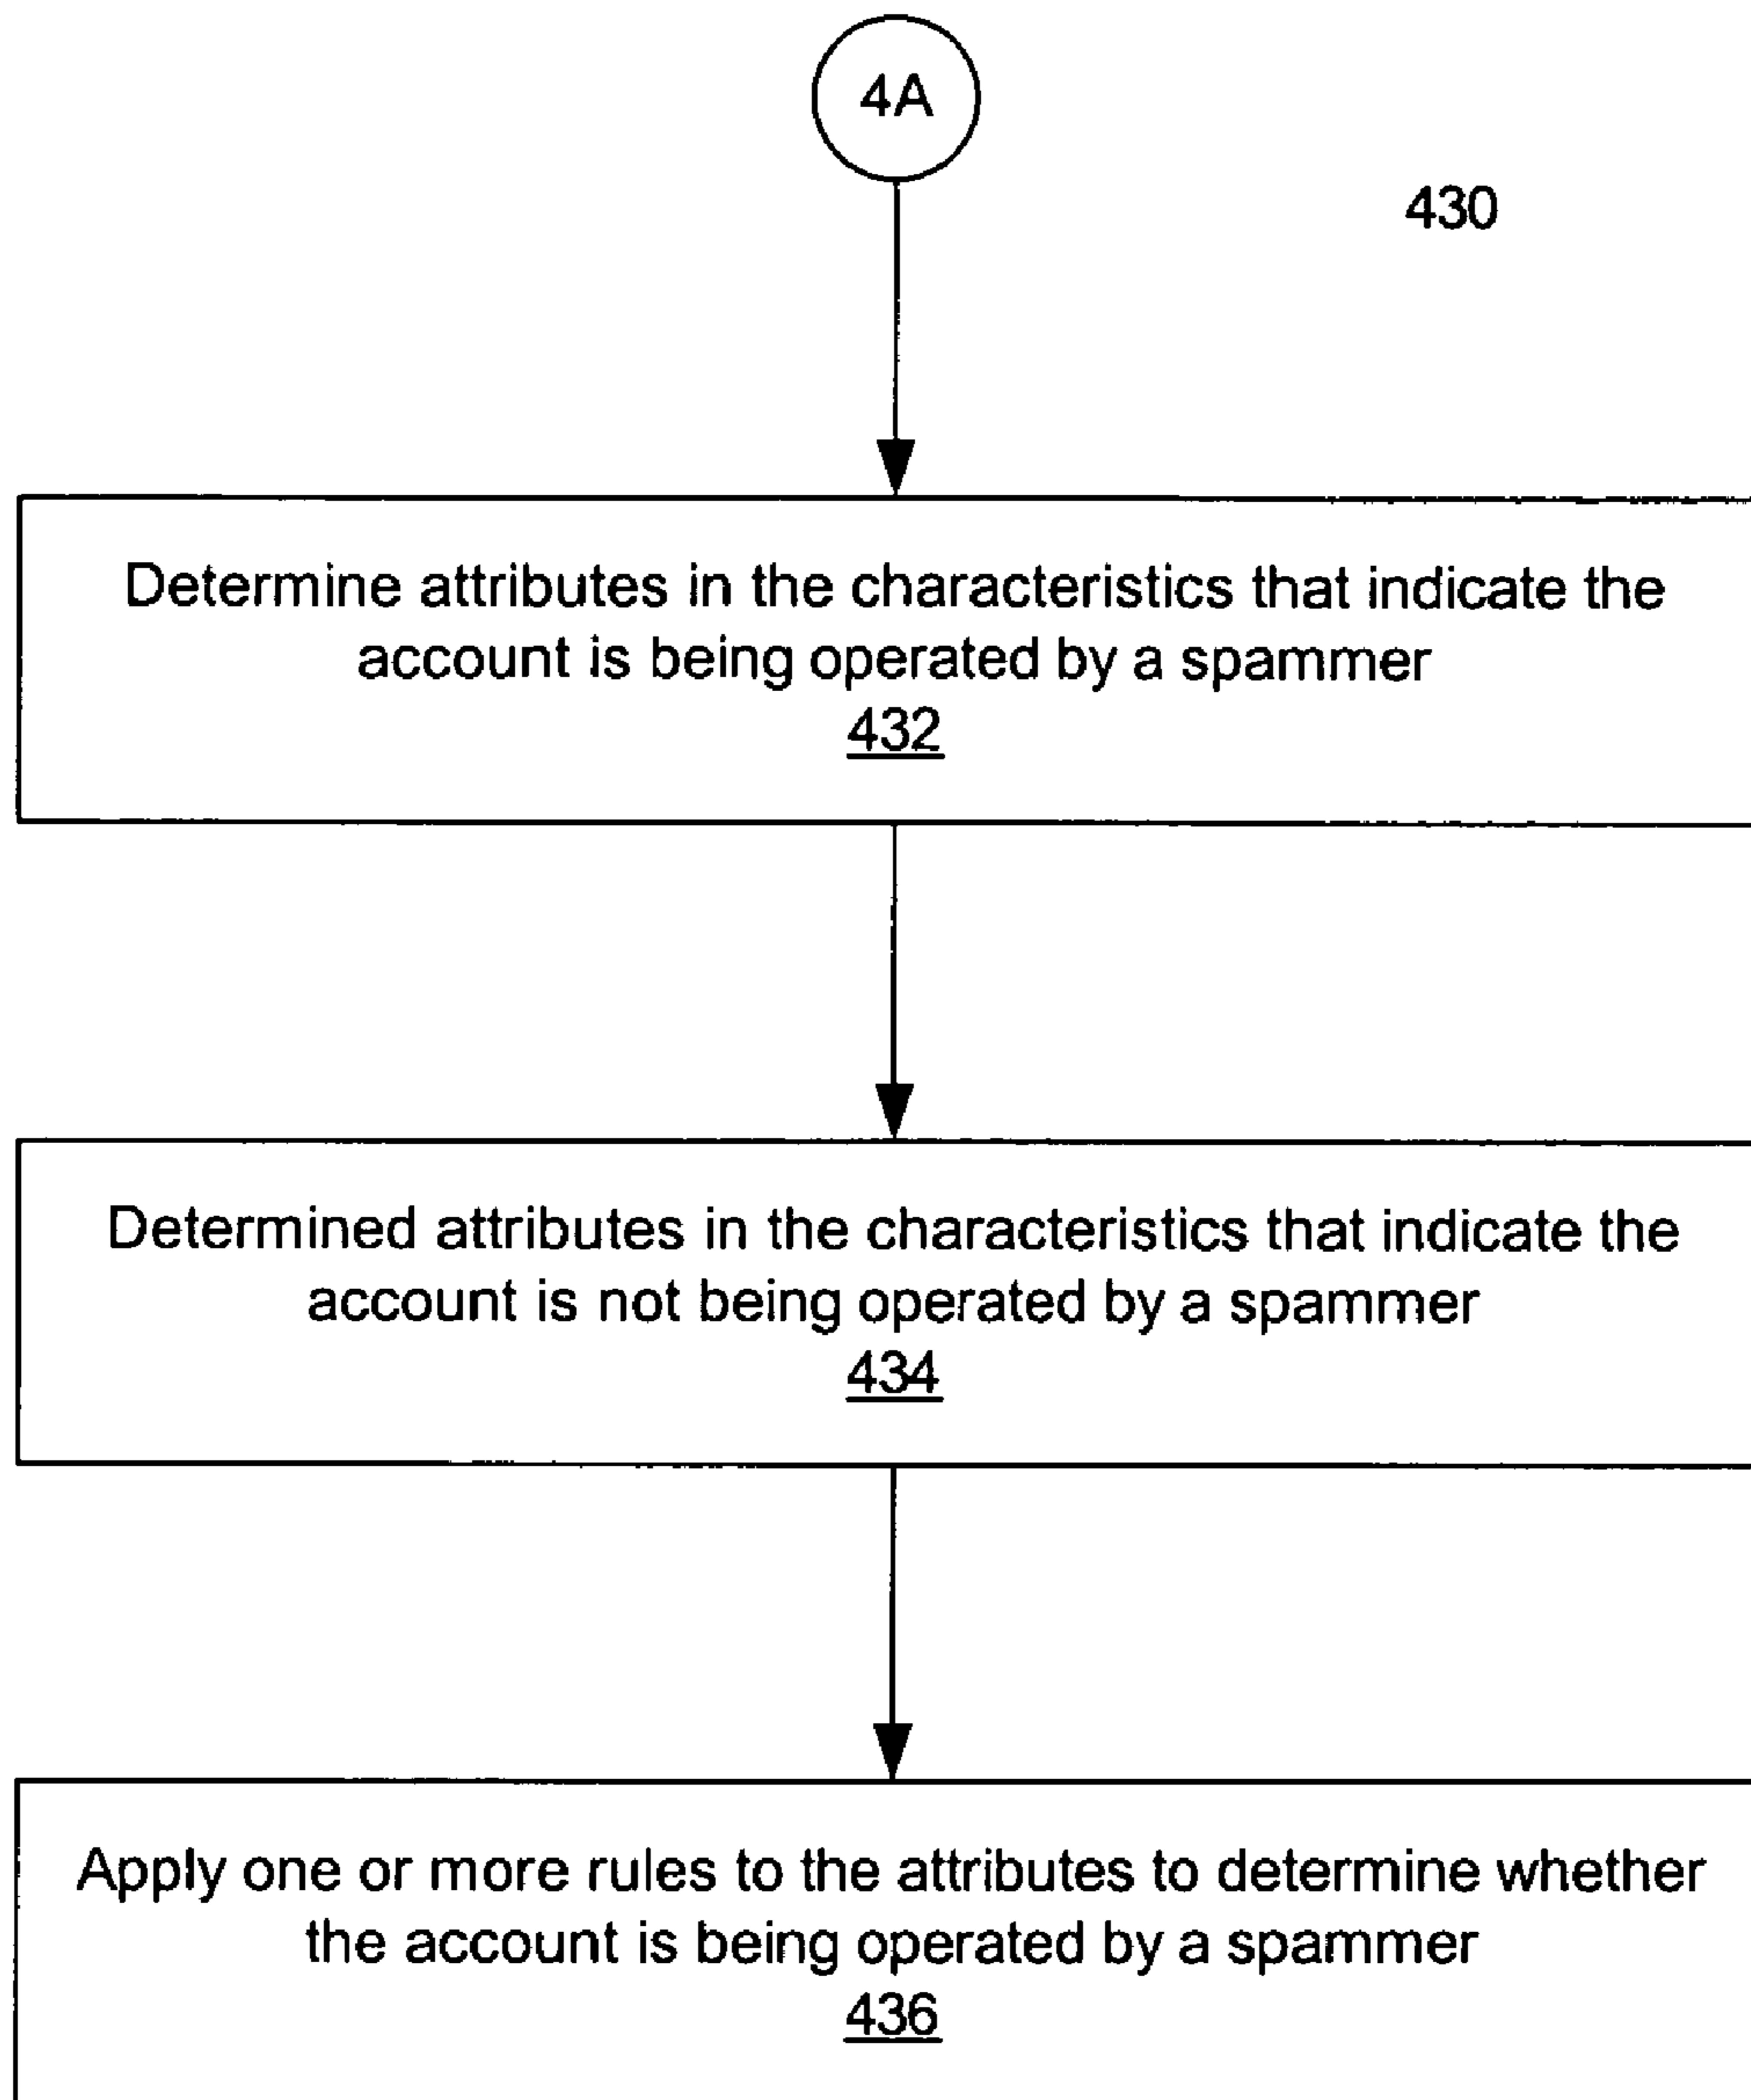 4A
430
Determine attributes in the characteristics that indicate the
account is being operated by a spammer
432
Determined attributes in the characteristics that indicate the
account is not being operated by a spammer
434
Apply one or more rules to the attributes to determine whether
the account is being operated by a spammer
436